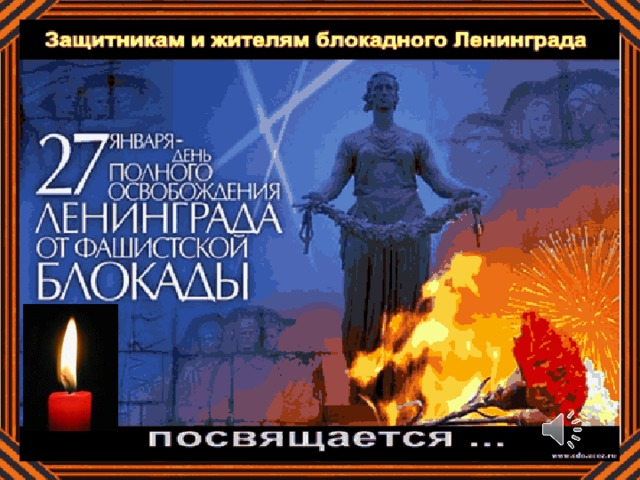 Защитникам и жителям блокадного Ленинграда
27 ЯНВАРЯ-
ДЕНЬ
ПОЛНОГО
ОСВОБОЖДЕНИЯ
ЛЕНИНГРАДА
ОТ ФАШИСТСКОЙ
БЛОКАДЫ
посвящается ...